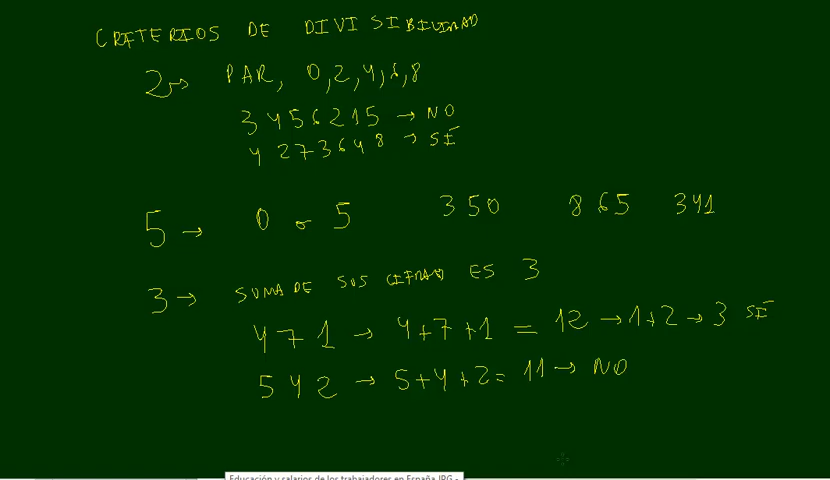 CRITERIOS DE DIVISIBILIDAD
2→ PAR, 0,2,4,6,8
3456215 → NO
4273648 → SÍ
5 → 0 o 5 350 865 341
3 → SUMA DE SUS CIFRAS ES 3
471 → 4+7+1 = 12 → 1+2 → 3 SÍ
542 → 5+4+2= 11 → NO
Educación y salarios de los trabajadores en España.JPG -